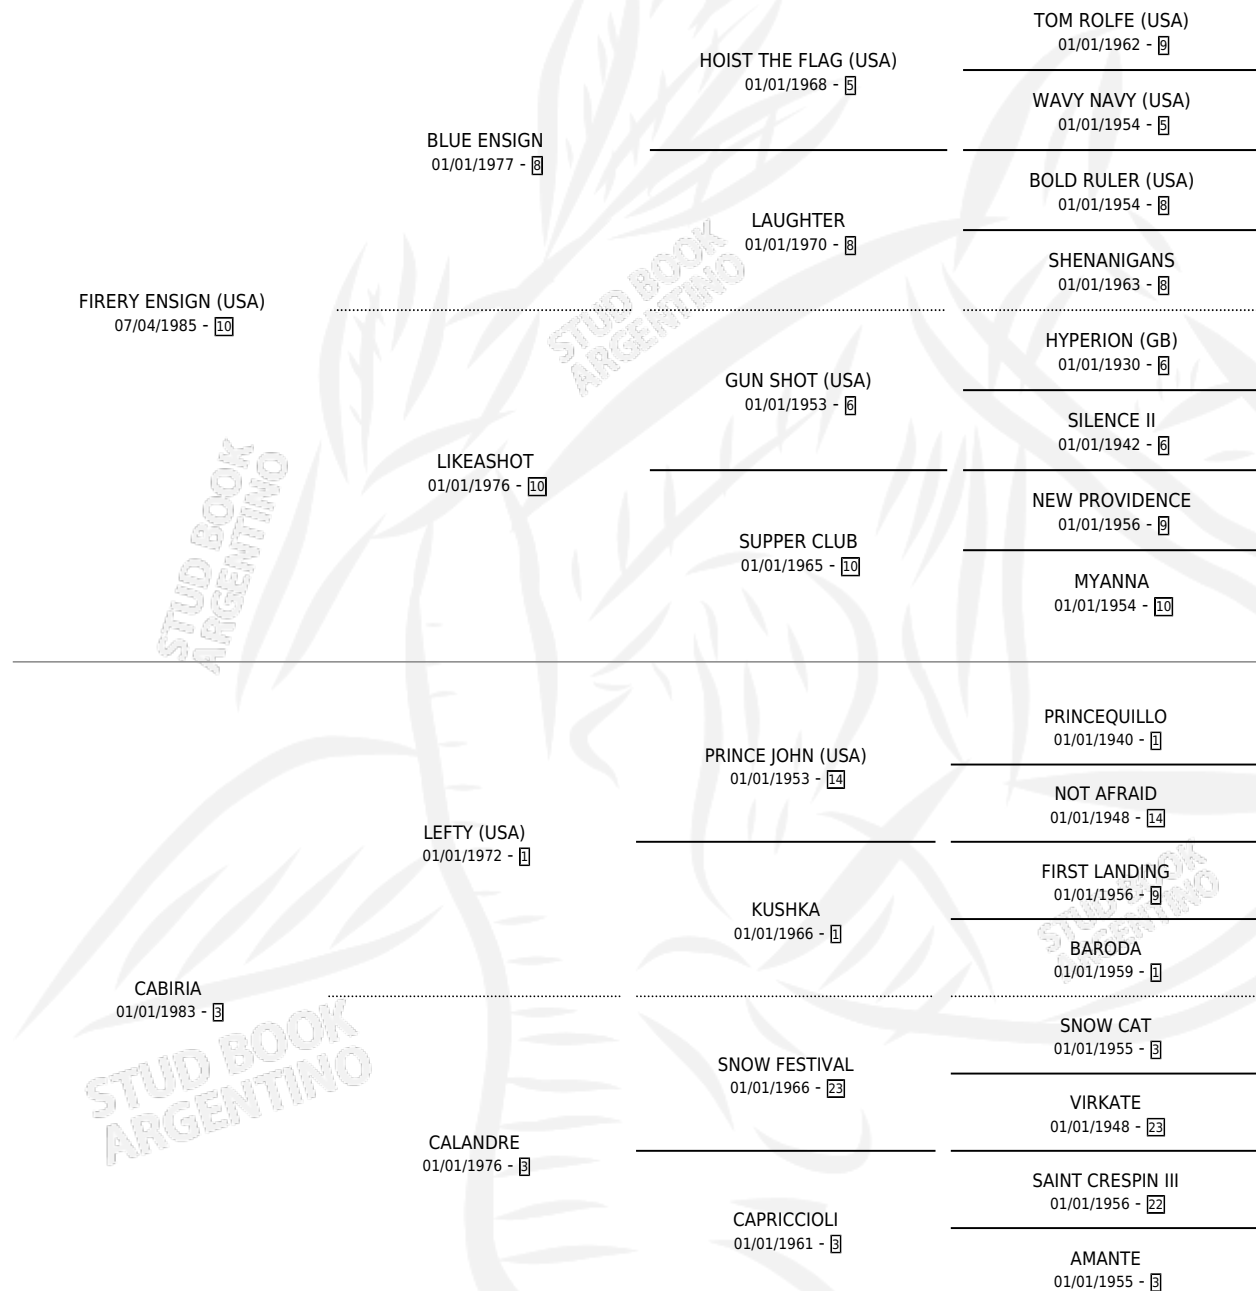 TOM ROLFE (USA)
01/01/1962 - 9
HOIST THE FLAG (USA)
01/01/1968 - 5
WAVY NAVY (USA)
01/01/1954 - 5
BLUE ENSIGN
01/01/1977 - 8
BOLD RULER (USA)
01/01/1954 - 8
LAUGHTER
01/01/1970 - 8
SHENANIGANS
01/01/1963 - 8
FIRERY ENSIGN (USA)
07/04/1985 - 10
HYPERION (GB)
01/01/1930 - 6
GUN SHOT (USA)
01/01/1953 - 6
SILENCE II
01/01/1942 - 6
LIKEASHOT
01/01/1976 - 10
NEW PROVIDENCE
01/01/1956 - 9
SUPPER CLUB
01/01/1965 - 10
MYANNA
01/01/1954 - 10
PRINCEQUILLO
01/01/1940 - 1
PRINCE JOHN (USA)
01/01/1953 - 14
NOT AFRAID
01/01/1948 - 14
LEFTY (USA)
01/01/1972 - 1
FIRST LANDING
01/01/1956 - 9
KUSHKA
01/01/1966 - 1
BARODA
01/01/1959 - 1
CABIRIA
01/01/1983 - 3
SNOW CAT
01/01/1955 - 3
SNOW FESTIVAL
01/01/1966 - 23
VIRKATE
01/01/1948 - 23
CALANDRE
01/01/1976 - 3
SAINT CRESPIN III
01/01/1956 - 22
CAPRICCIOLI
01/01/1961 - 3
AMANTE
01/01/1955 - 3
STUD BOOK
ARGENTINO
STUD BOOK
ARGENTINO
STUD BOOK
ARGENTINO
STUD BOOK
ARGENTINO